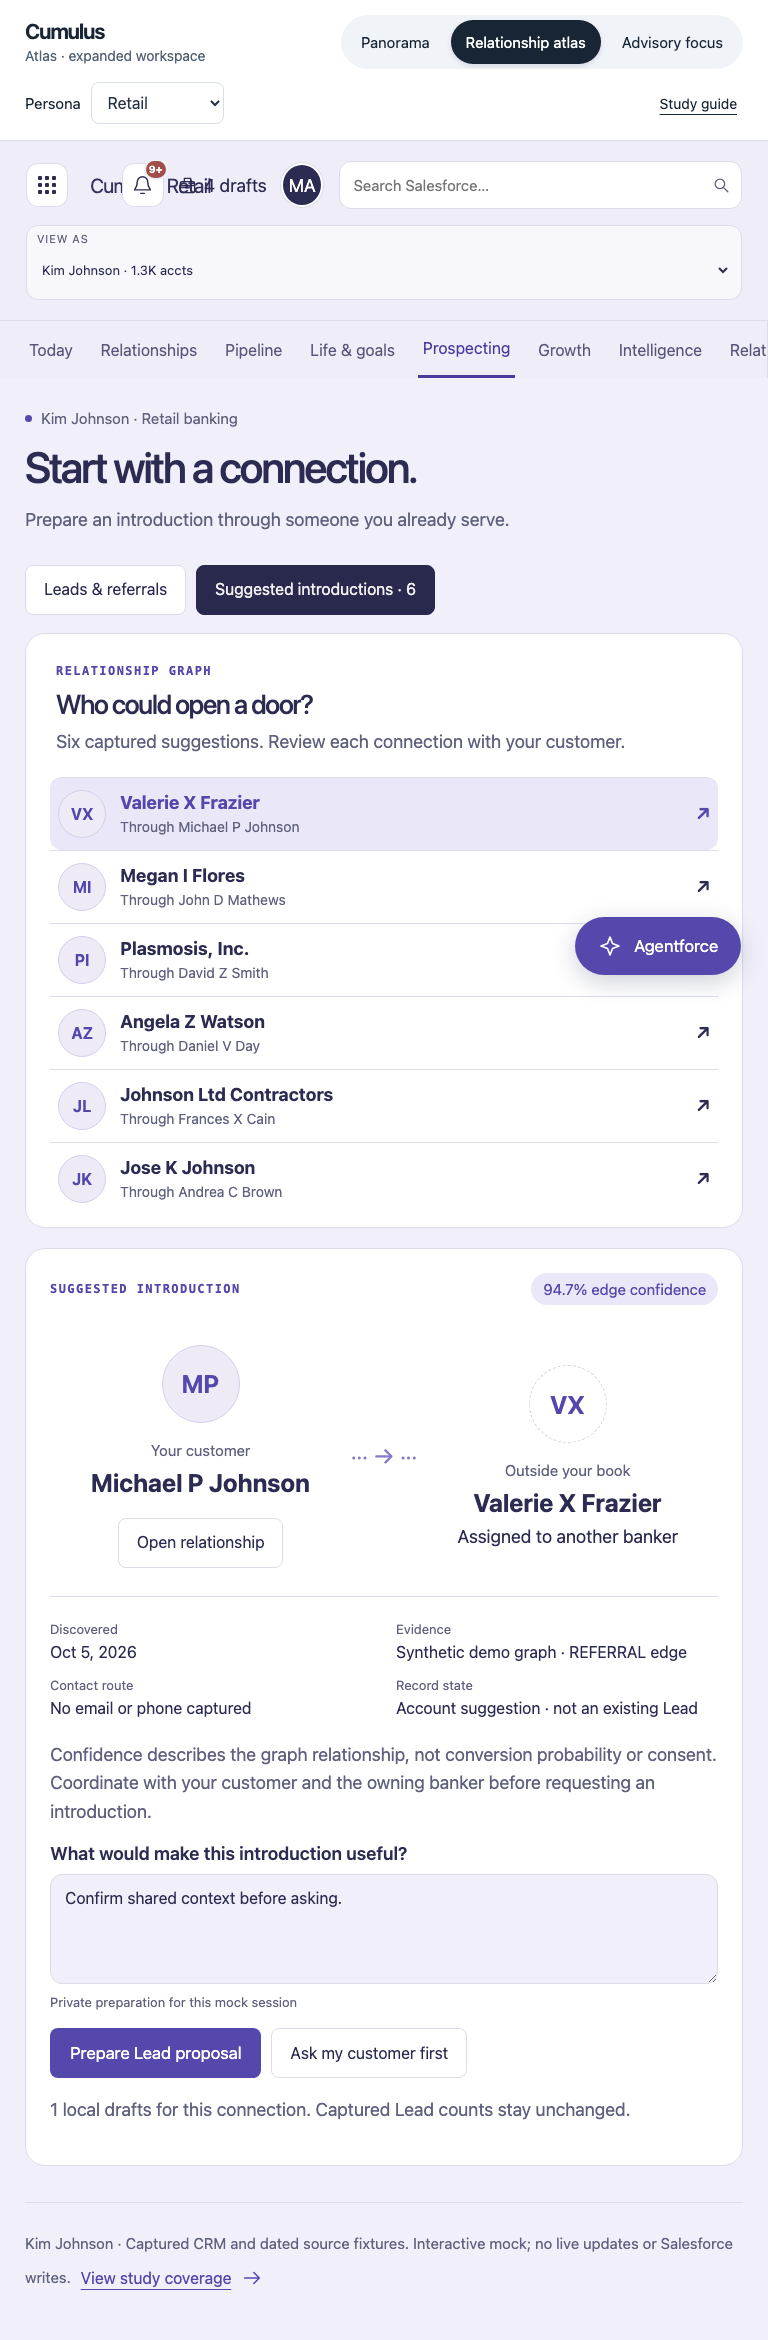 Cumulus
Atlas · expanded workspace
Panorama
Relationship atlas
Advisory focus
Persona
Retail
Study guide
9+
4 drafts
MA
Search Salesforce...
VIEW AS
Kim Johnson · 1.3K accts
Today
Relationships
Pipeline
Life & goals
Prospecting
Growth
Intelligence
Relat
Kim Johnson · Retail banking
Start with a connection.
Prepare an introduction through someone you already serve.
Leads & referrals
Suggested introductions · 6
RELATIONSHIP GRAPH
Who could open a door?
Six captured suggestions. Review each connection with your customer.
VX
Valerie X Frazier
Through Michael P Johnson
MI
Megan I Flores
Through John D Mathews
PI
Plasmosis, Inc.
Through David Z Smith
Agentforce
AZ
Angela Z Watson
Through Daniel V Day
JL
Johnson Ltd Contractors
Through Frances X Cain
JK
Jose K Johnson
Through Andrea C Brown
SUGGESTED INTRODUCTION
94.7% edge confidence
MP
Your customer
Michael P Johnson
Open relationship
VX
Outside your book
Valerie X Frazier
Assigned to another banker
Discovered
Oct 5, 2026
Evidence
Synthetic demo graph · REFERRAL edge
Contact route
No email or phone captured
Record state
Account suggestion · not an existing Lead
Confidence describes the graph relationship, not conversion probability or consent.
Coordinate with your customer and the owning banker before requesting an
introduction.
What would make this introduction useful?
Confirm shared context before asking.
Private preparation for this mock session
Prepare Lead proposal
Ask my customer first
1 local drafts for this connection. Captured Lead counts stay unchanged.
Kim Johnson · Captured CRM and dated source fixtures. Interactive mock; no live updates or Salesforce
writes. View study coverage